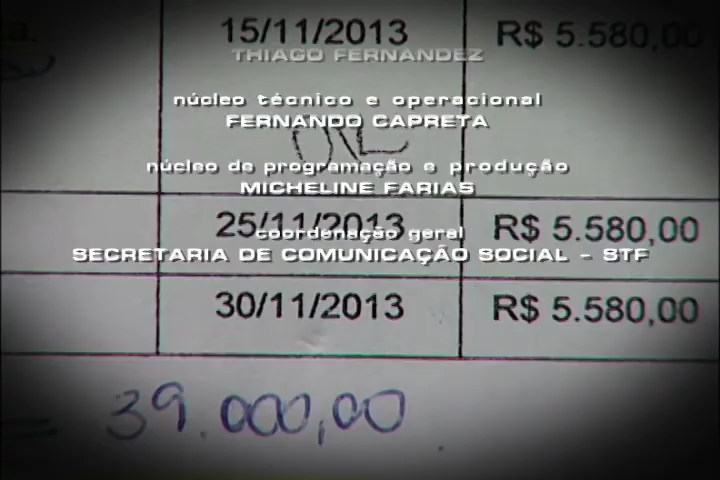 15/11/2013 R$ 5.580,00
THIAGO FERNANDEZ
núcleo técnico e operacional
FERNANDO CAPRETA
núcleo de programação e produção
MICHELINE FARIAS
25/11/2013 R$ 5.580,00
coordenação geral
SECRETARIA DE COMUNICAÇÃO SOCIAL - STF
30/11/2013 R$ 5.580,00
= 39.000,00